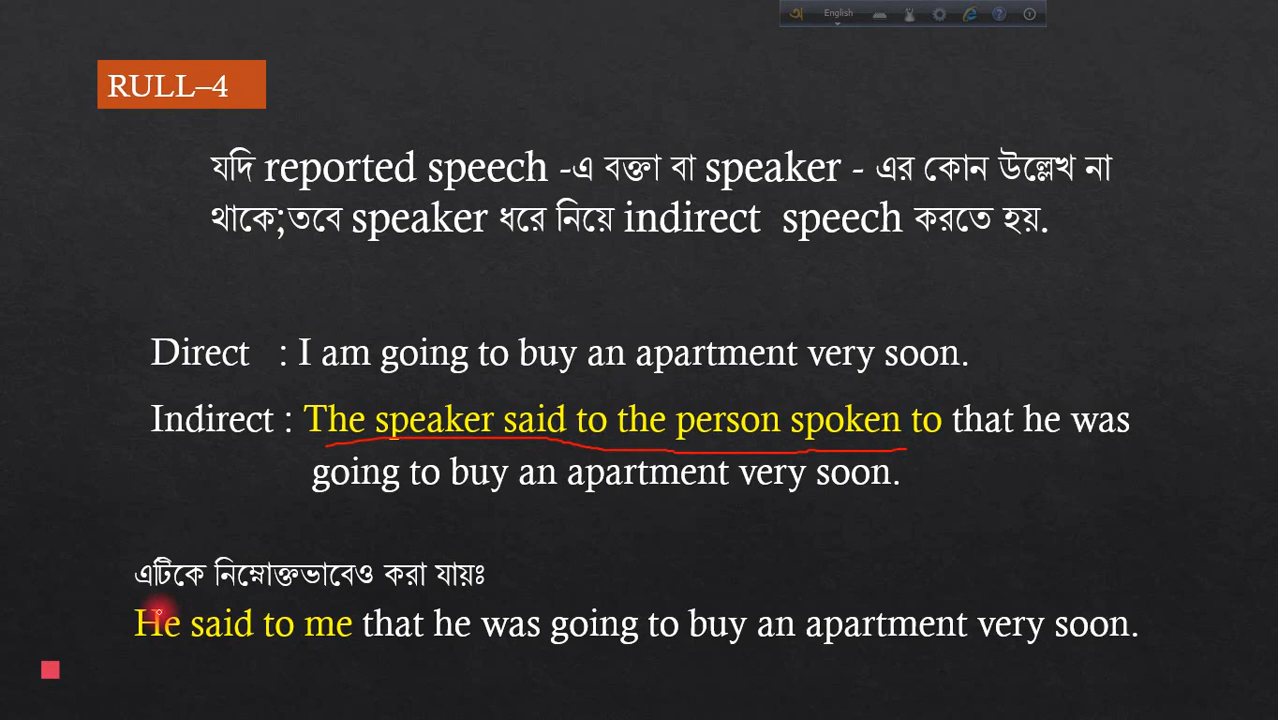 অ English
RULL–4
যদি reported speech -এ বক্তা বা speaker - এর কোন উল্লেখ না
থাকে;তবে speaker ধরে নিয়ে indirect speech করতে হয়.
Direct : I am going to buy an apartment very soon.
Indirect : The speaker said to the person spoken to that he was
going to buy an apartment very soon.
এটিকে নিম্নোক্তভাবেও করা যায়ঃ
He said to me that he was going to buy an apartment very soon.